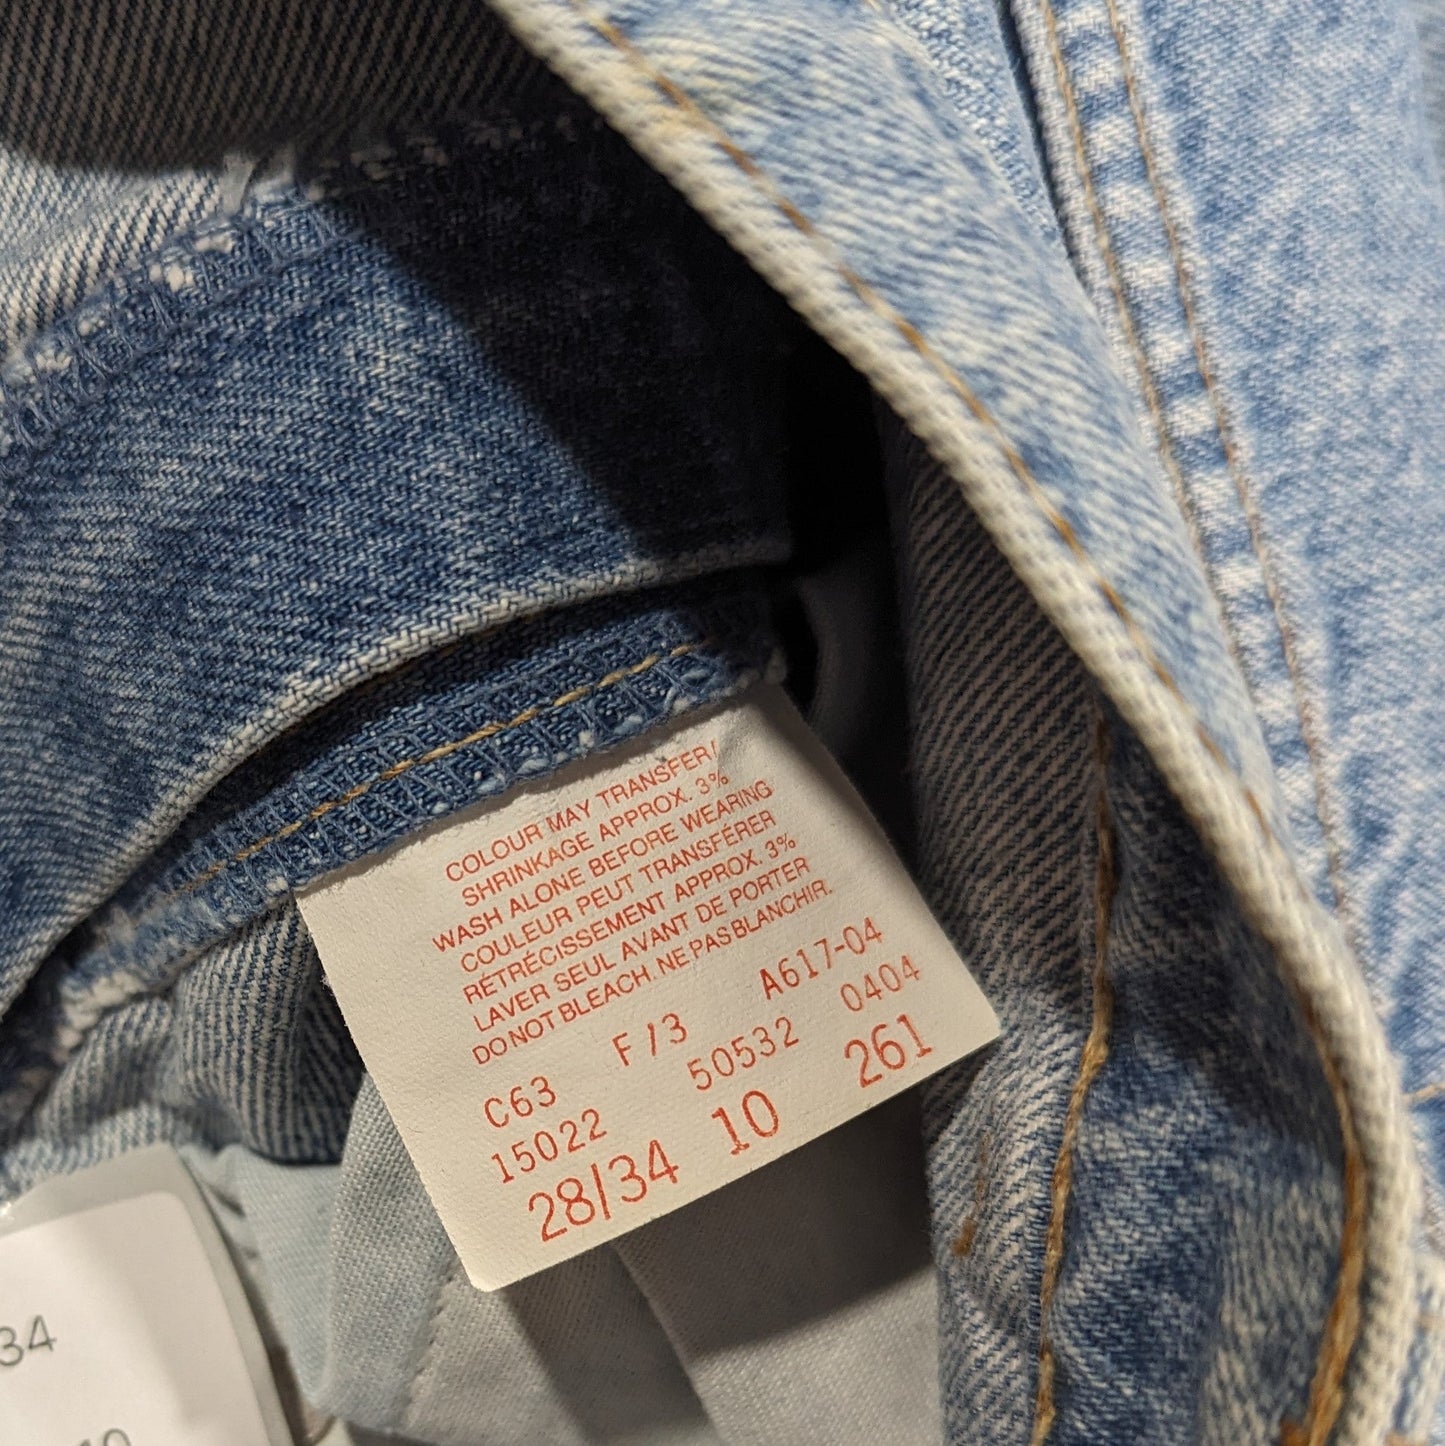 COLOUR MAY TRANSFER/
SHRINKAGE APPROX. 3%
WASH ALONE BEFORE WEARING
COULEUR PEUT TRANSFÉRER
RÉTRÉCISSEMENT APPROX. 3%
LAVER SEUL AVANT DE PORTER
DO NOT BLEACH. NE PAS BLANCHIR.
F/3 A617-04
C63 50532 0404
15022 10 261
28/34
34
10